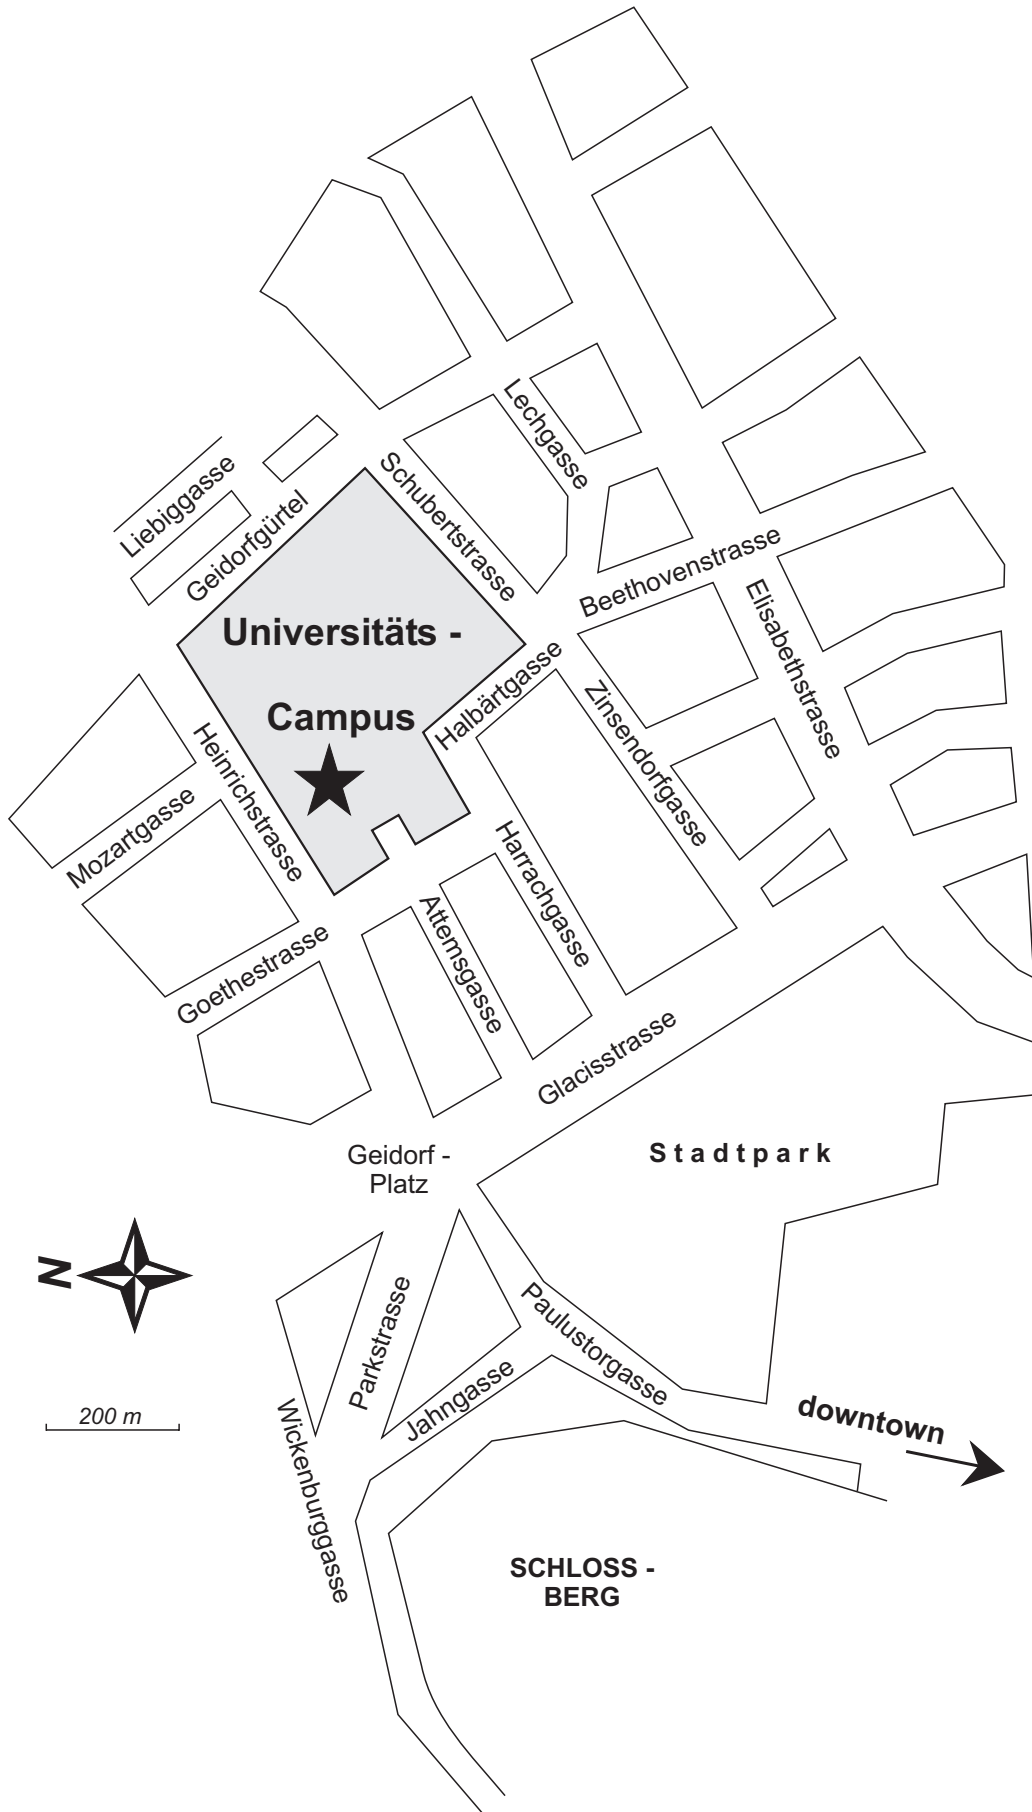 Lechgasse
Schubertstrasse
Liebiggasse
Geidorfgürtel
Beethovenstrasse
Elisabethstrasse
Universitäts -
Campus
Halbärtgasse
Zinsendorfgasse
Heinrichstrasse
Mozartgasse
Harrachgasse
Attemsgasse
Goethestrasse
Glacisstrasse
Geidorf -
Platz
Stadtpark
N
Parkstrasse
Paulustorgasse
Jahngasse
200 m
Wickenburggasse
downtown
SCHLOSS -
BERG